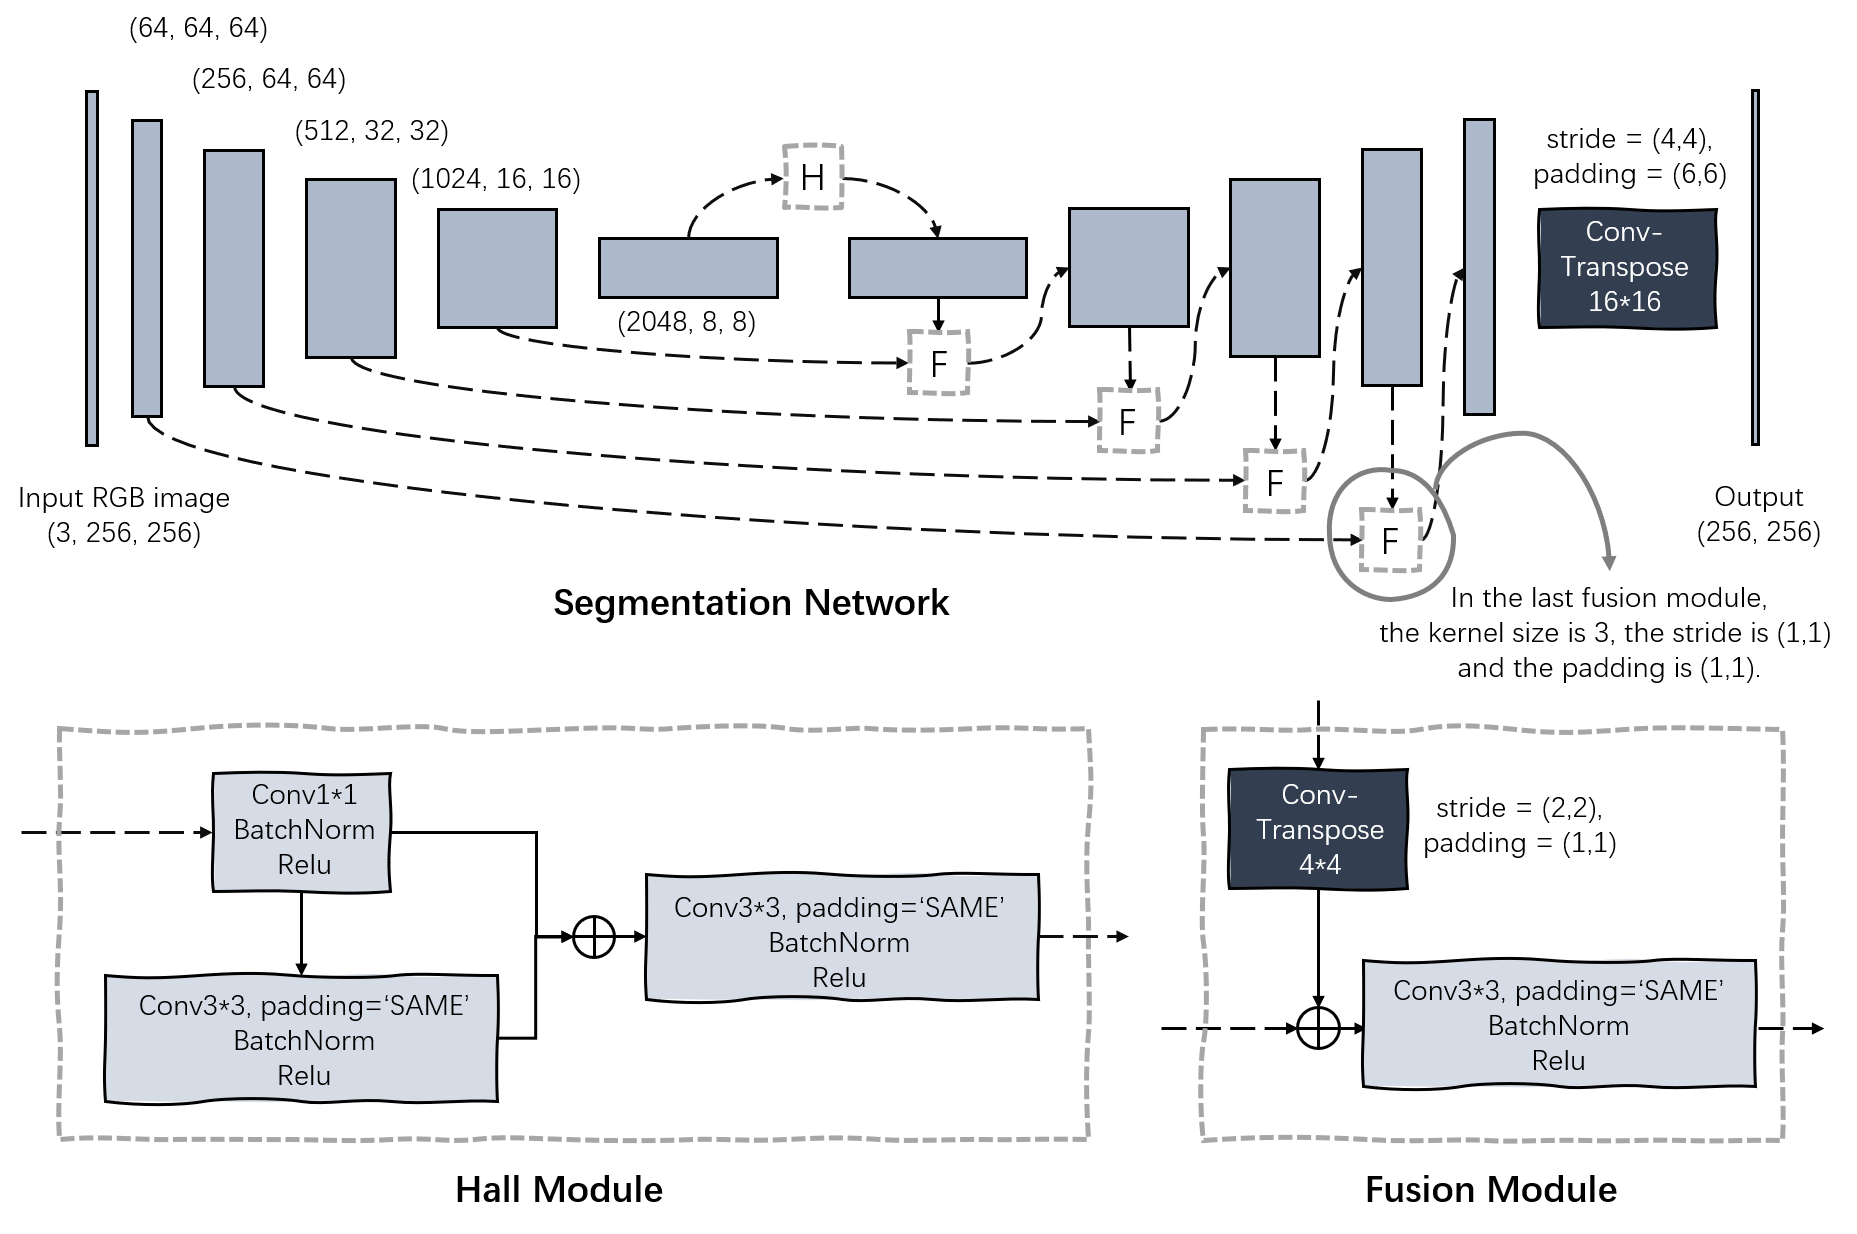 (64, 64, 64)
(256, 64, 64)
(512, 32, 32)
(1024, 16, 16)
H
(2048, 8, 8)
F
F
F
F
stride = (4,4),
padding = (6,6)
Conv-
Transpose
16*16
Input RGB image
(3, 256, 256)
Output
(256, 256)
Segmentation Network
In the last fusion module,
the kernel size is 3, the stride is (1,1)
and the padding is (1,1).
Conv1*1
BatchNorm
Relu
Conv3*3, padding=‘SAME’
BatchNorm
Relu
Conv3*3, padding=‘SAME’
BatchNorm
Relu
Hall Module
Conv-
Transpose
4*4
stride = (2,2),
padding = (1,1)
Conv3*3, padding=‘SAME’
BatchNorm
Relu
Fusion Module